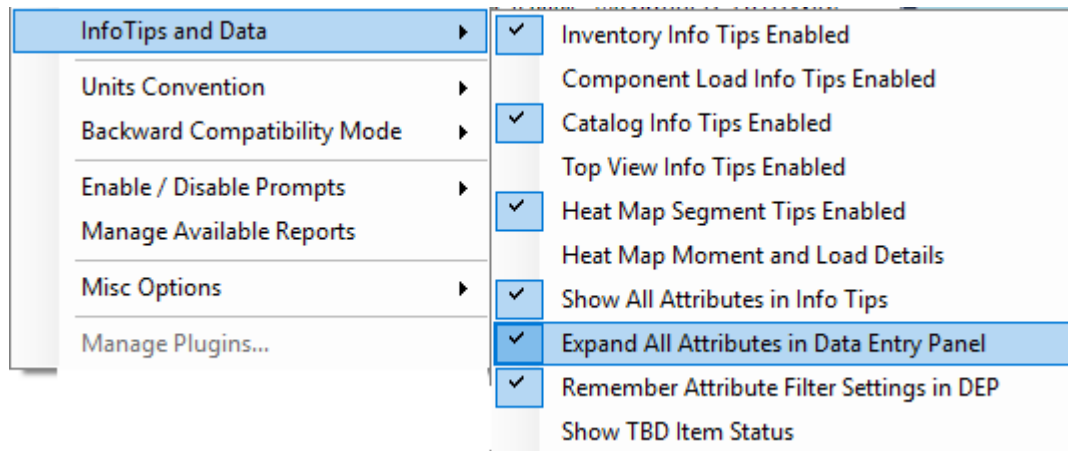 InfoTips and Data
Units Convention
Backward Compatibility Mode
Enable / Disable Prompts
Manage Available Reports
Misc Options
Manage Plugins...
Inventory Info Tips Enabled
Component Load Info Tips Enabled
Catalog Info Tips Enabled
Top View Info Tips Enabled
Heat Map Segment Tips Enabled
Heat Map Moment and Load Details
Show All Attributes in Info Tips
Expand All Attributes in Data Entry Panel
Remember Attribute Filter Settings in DEP
Show TBD Item Status